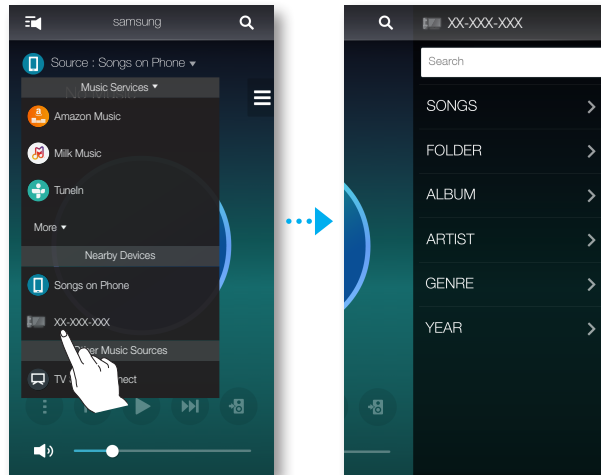 samsung
Source : Songs on Phone
Music Services
Amazon Music
Milk Music
TuneIn
More
Nearby Devices
Songs on Phone
XX-XXX-XXX
Music Sources
TV
XX-XXX-XXX
Search
SONGS
FOLDER
ALBUM
ARTIST
GENRE
YEAR